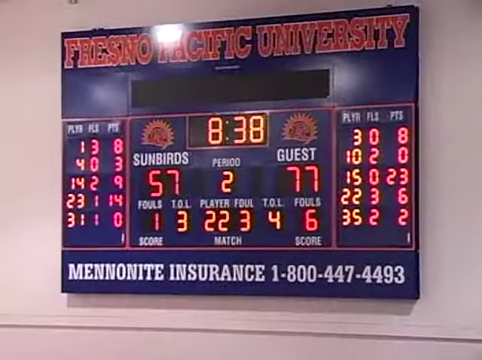 FRESNO PACIFIC UNIVERSITY
PLYR FLS PTS
1 3 8
4 0 3
14 2 9
23 1 14
31 1 0
8:38
SUNBIRDS PERIOD GUEST
57 2 77
FOULS T.O.L. PLAYER FOUL T.O.L. FOULS
1 3 22 3 4 6
SCORE MATCH SCORE
PLYR FLS PTS
3 0 8
10 2 0
15 0 23
22 3 6
35 2 2
MENNONITE INSURANCE 1-800-447-4493